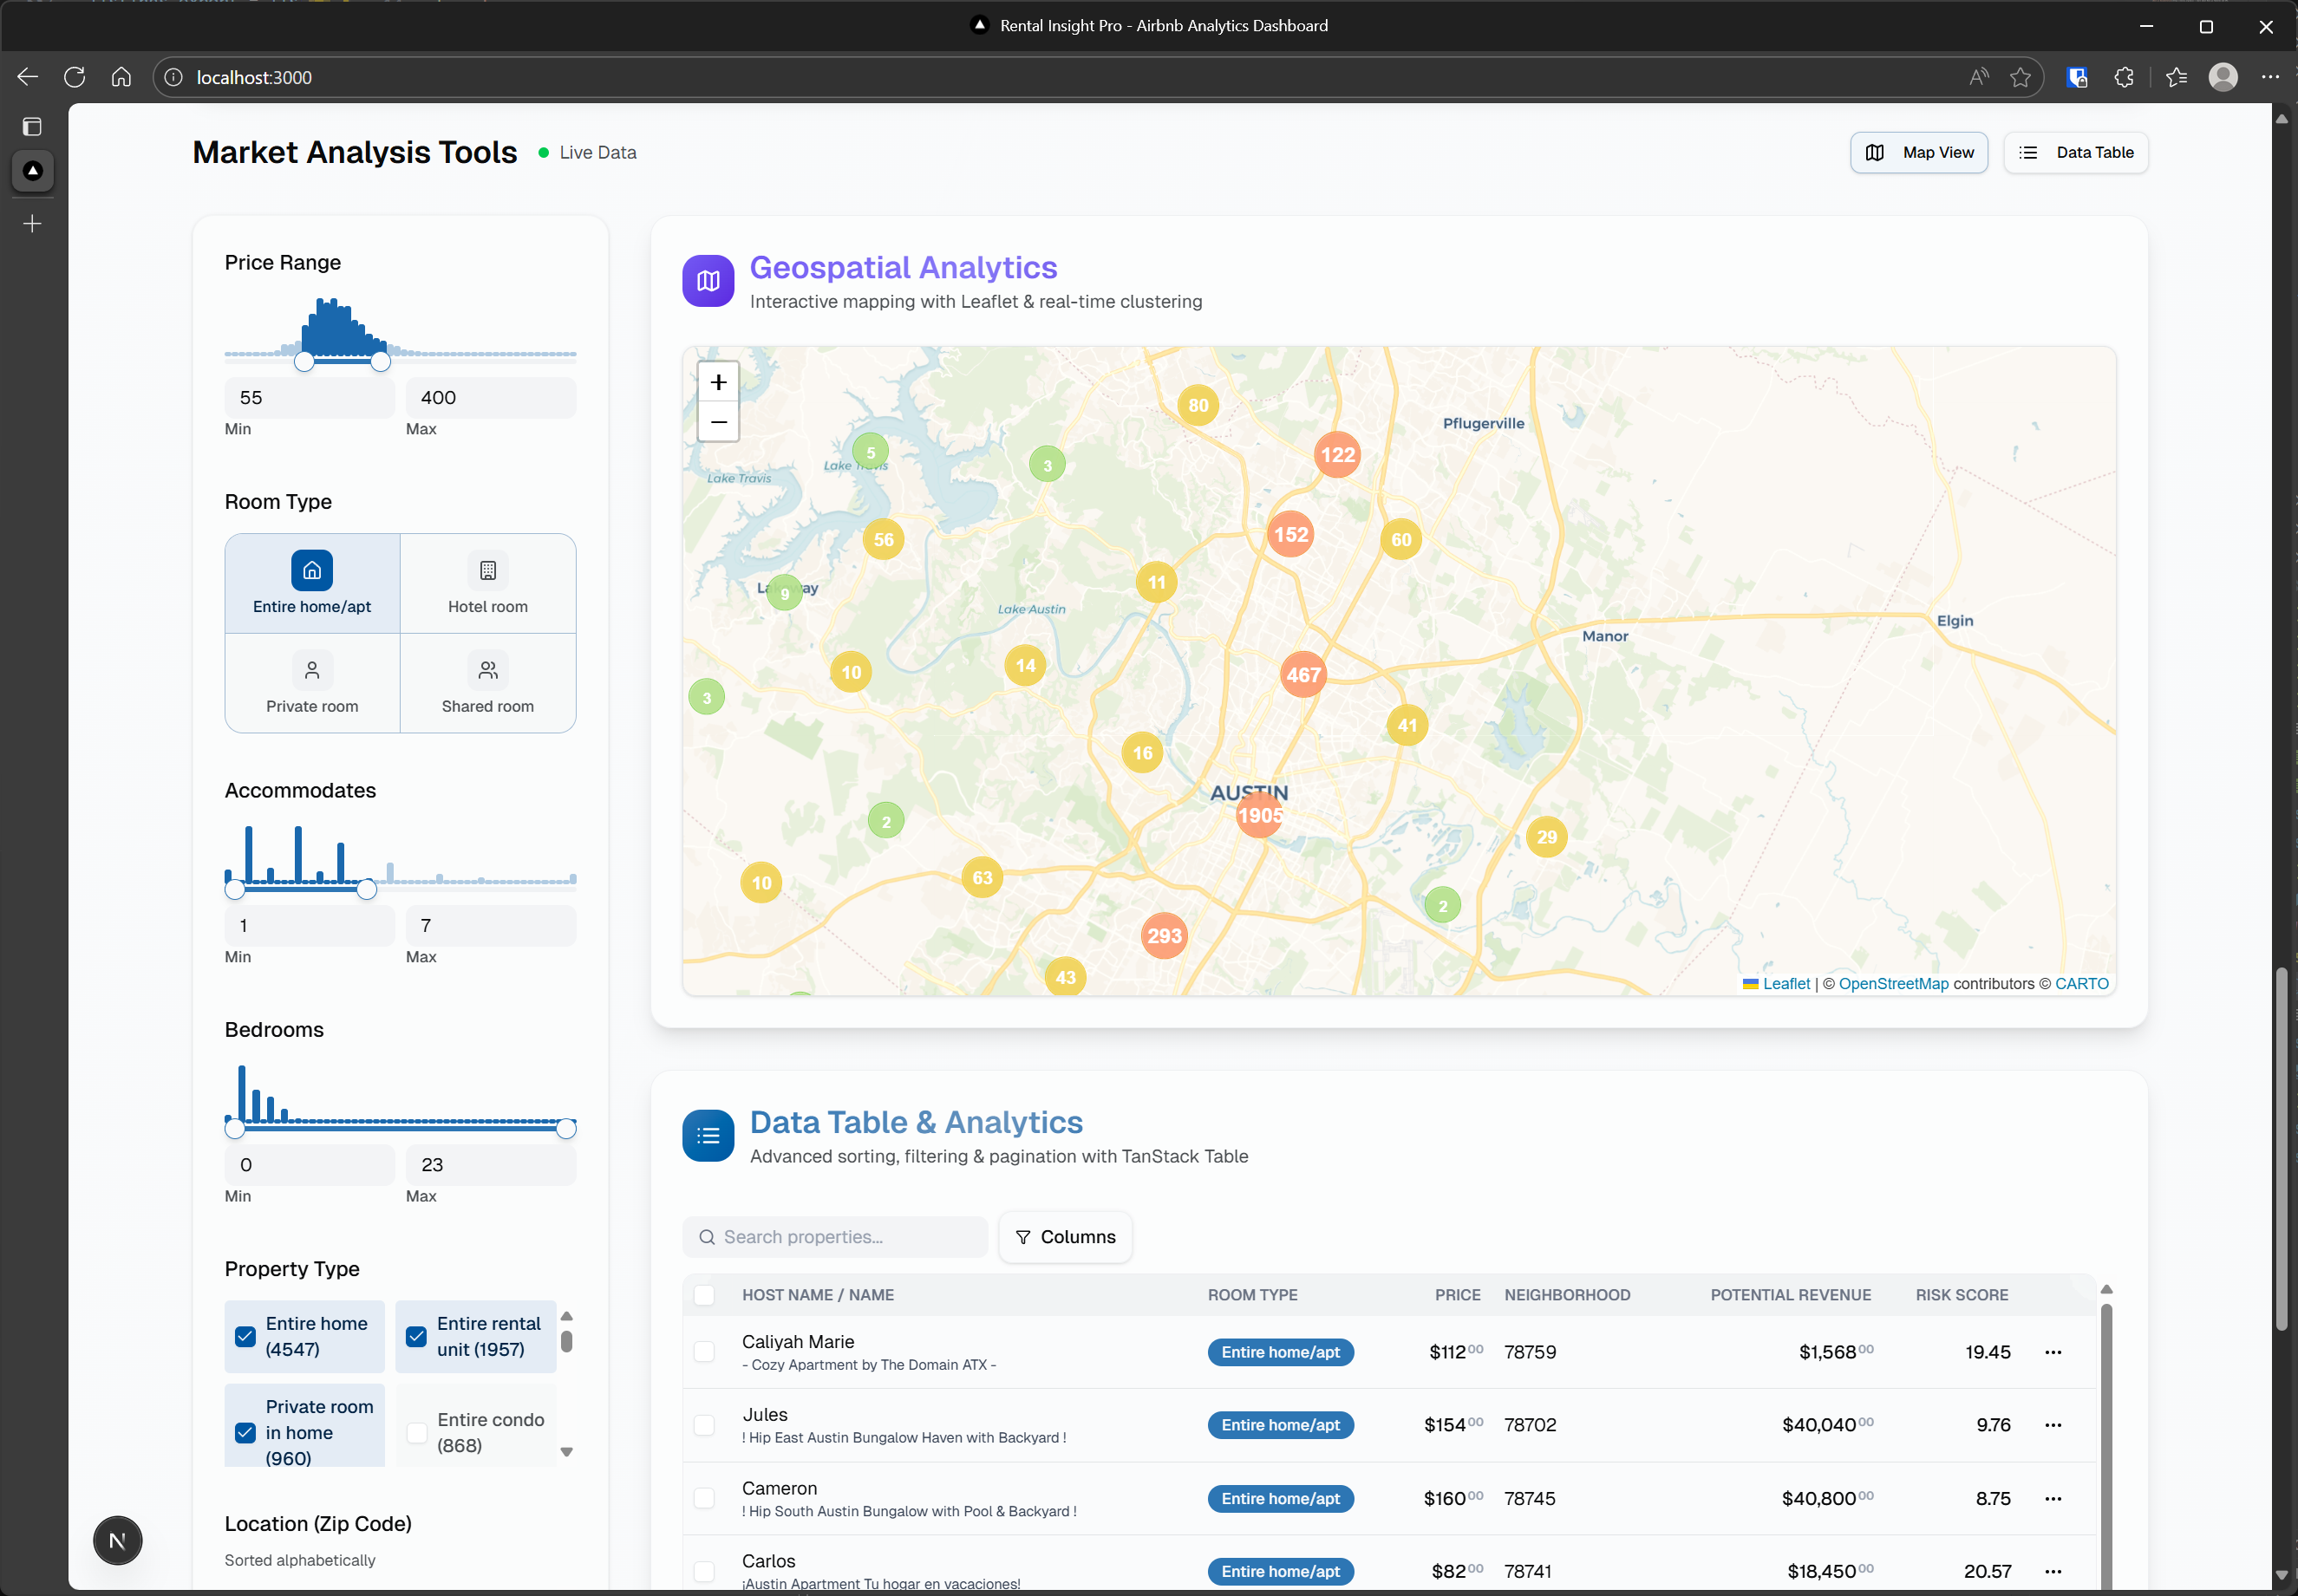 Rental Insight Pro - Airbnb Analytics Dashboard
localhost:3000
Market Analysis Tools
Live Data
Map View
Data Table
Price Range
55
400
Min
Max
Room Type
Entire home/apt
Hotel room
Private room
Shared room
Accommodates
1
7
Min
Max
Bedrooms
0
23
Min
Max
Property Type
Entire home
(4547)
Entire rental
unit (1957)
Private room
in home
(960)
Entire condo
(868)
Location (Zip Code)
Sorted alphabetically
N
Geospatial Analytics
Interactive mapping with Leaflet & real-time clustering
+
−
80
Pflugerville
122
5
3
Lake Travis
Lake Travis
152
56
60
11
Lakeway
9
Lake Austin
Elgin
Manor
14
10
467
3
41
16
AUSTIN
1905
2
29
63
10
2
293
43
Leaflet | © OpenStreetMap contributors © CARTO
Data Table & Analytics
Advanced sorting, filtering & pagination with TanStack Table
Search properties...
Columns
HOST NAME / NAME ROOM TYPE PRICE NEIGHBORHOOD POTENTIAL REVENUE RISK SCORE
Caliyah Marie
- Cozy Apartment by The Domain ATX -
Entire home/apt $112 00 78759 $1,568 00 19.45 ...
Jules
! Hip East Austin Bungalow Haven with Backyard !
Entire home/apt $154 00 78702 $40,040 00 9.76 ...
Cameron
! Hip South Austin Bungalow with Pool & Backyard !
Entire home/apt $160 00 78745 $40,800 00 8.75 ...
Carlos
¡Austin Apartment Tu hogar en vacaciones!
Entire home/apt $82 00 78741 $18,450 00 20.57 ...